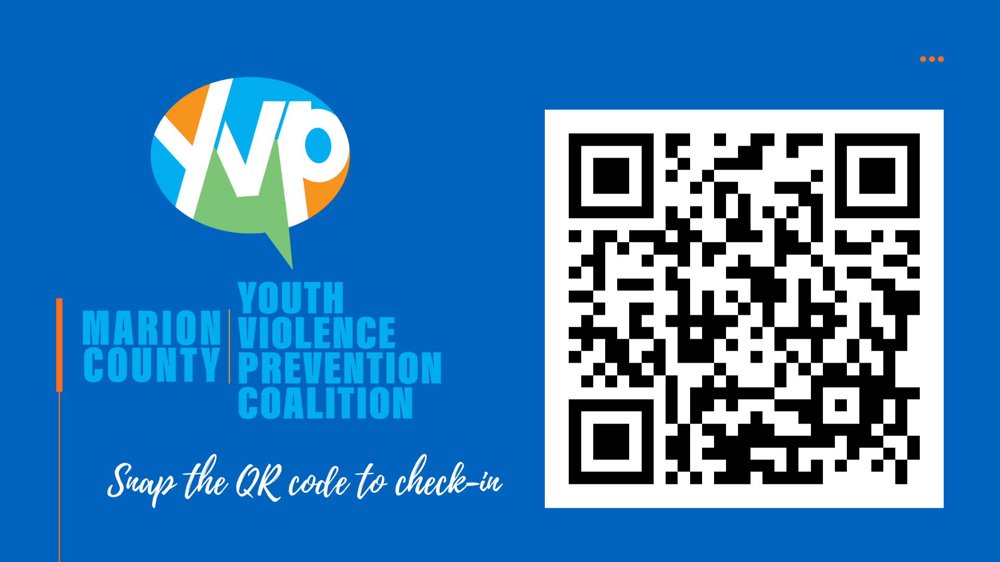 YVP
MARION
COUNTY
YOUTH
VIOLENCE
PREVENTION
COALITION
Snap the QR code to check-in